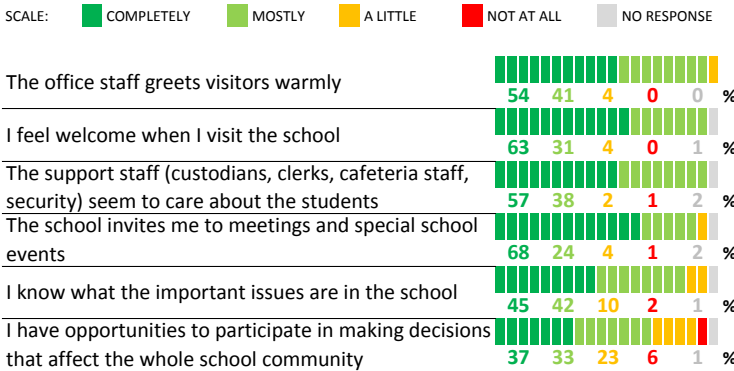 SCALE: COMPLETELY MOSTLY A LITTLE NOT AT ALL NO RESPONSE
The office staff greets visitors warmly
54 41 4 0 0 %
I feel welcome when I visit the school
63 31 4 0 1 %
The support staff (custodians, clerks, cafeteria staff,
security) seem to care about the students
57 38 2 1 2 %
The school invites me to meetings and special school
events
68 24 4 1 2 %
I know what the important issues are in the school
45 42 10 2 1 %
I have opportunities to participate in making decisions
that affect the whole school community
37 33 23 6 1 %